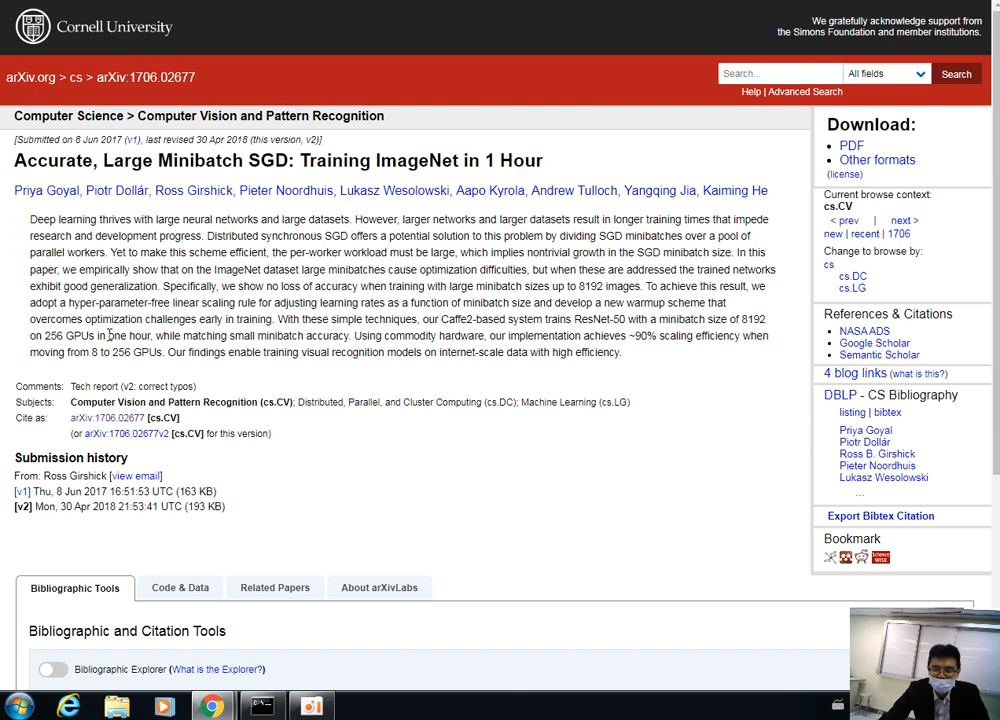 Cornell University
We gratefully acknowledge support from
the Simons Foundation and member institutions.
arXiv.org > cs > arXiv:1706.02677
Search... All fields Search
Help | Advanced Search
Computer Science > Computer Vision and Pattern Recognition
[Submitted on 8 Jun 2017 (v1), last revised 30 Apr 2018 (this version, v2)]
Accurate, Large Minibatch SGD: Training ImageNet in 1 Hour
Priya Goyal, Piotr Dollár, Ross Girshick, Pieter Noordhuis, Lukasz Wesolowski, Aapo Kyrola, Andrew Tulloch, Yangqing Jia, Kaiming He
Deep learning thrives with large neural networks and large datasets. However, larger networks and larger datasets result in longer training times that impede
research and development progress. Distributed synchronous SGD offers a potential solution to this problem by dividing SGD minibatches over a pool of
parallel workers. Yet to make this scheme efficient, the per-worker workload must be large, which implies nontrivial growth in the SGD minibatch size. In this
paper, we empirically show that on the ImageNet dataset large minibatches cause optimization difficulties, but when these are addressed the trained networks
exhibit good generalization. Specifically, we show no loss of accuracy when training with large minibatch sizes up to 8192 images. To achieve this result, we
adopt a hyper-parameter-free linear scaling rule for adjusting learning rates as a function of minibatch size and develop a new warmup scheme that
overcomes optimization challenges early in training. With these simple techniques, our Caffe2-based system trains ResNet-50 with a minibatch size of 8192
on 256 GPUs in one hour, while matching small minibatch accuracy. Using commodity hardware, our implementation achieves ~90% scaling efficiency when
moving from 8 to 256 GPUs. Our findings enable training visual recognition models on internet-scale data with high efficiency.
Comments: Tech report (v2: correct typos)
Subjects: Computer Vision and Pattern Recognition (cs.CV); Distributed, Parallel, and Cluster Computing (cs.DC); Machine Learning (cs.LG)
Cite as: arXiv:1706.02677 [cs.CV]
(or arXiv:1706.02677v2 [cs.CV] for this version)
Submission history
From: Ross Girshick [view email]
[v1] Thu, 8 Jun 2017 16:51:53 UTC (163 KB)
[v2] Mon, 30 Apr 2018 21:53:41 UTC (193 KB)
Download:
PDF
Other formats
(license)
Current browse context:
cs.CV
< prev | next >
new | recent | 1706
Change to browse by:
cs
cs.DC
cs.LG
References & Citations
NASA ADS
Google Scholar
Semantic Scholar
4 blog links (what is this?)
DBLP - CS Bibliography
listing | bibtex
Priya Goyal
Piotr Dollár
Ross B. Girshick
Pieter Noordhuis
Lukasz Wesolowski
...
Export Bibtex Citation
Bookmark
Science WISE
Bibliographic Tools Code & Data Related Papers About arXivLabs
Bibliographic and Citation Tools
Bibliographic Explorer (What is the Explorer?)